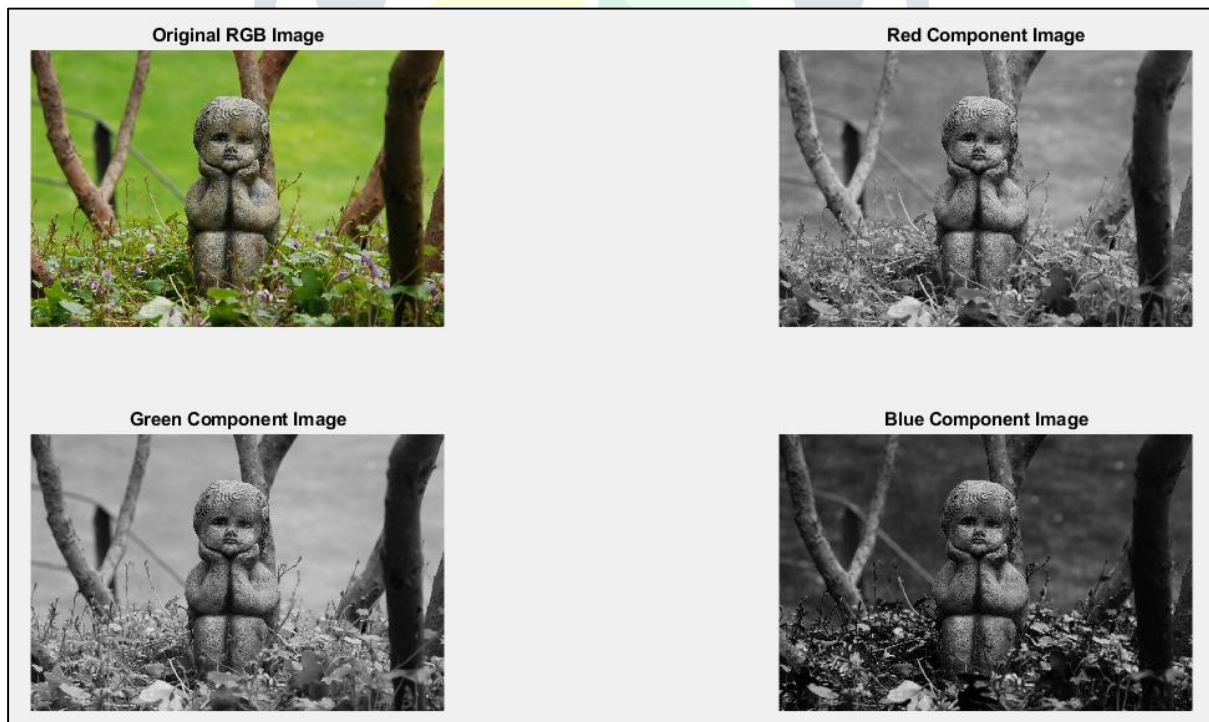 Original RGB Image
Red Component Image
Green Component Image
Blue Component Image